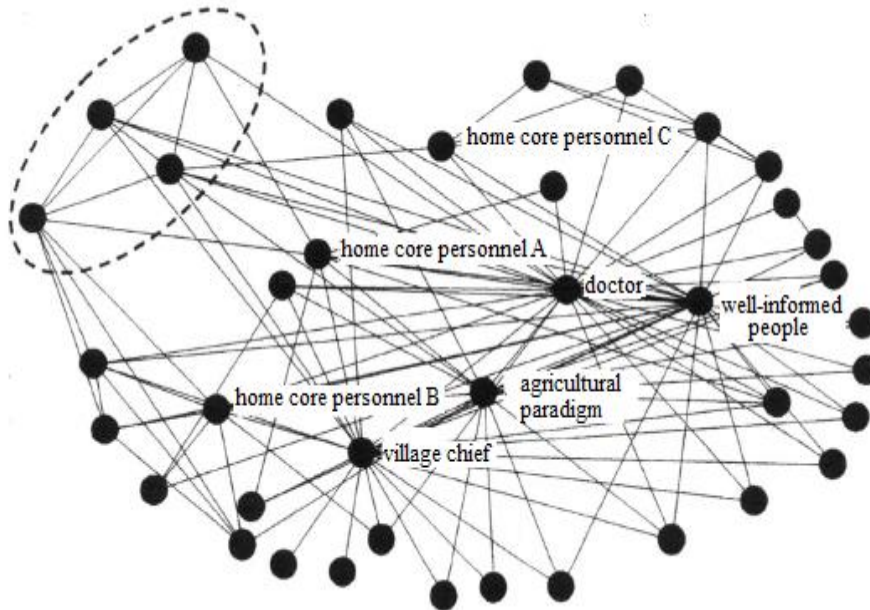 home core personnel C
home core personnel A
doctor
well-informed
people
home core personnel B
agricultural
paradigm
village chief